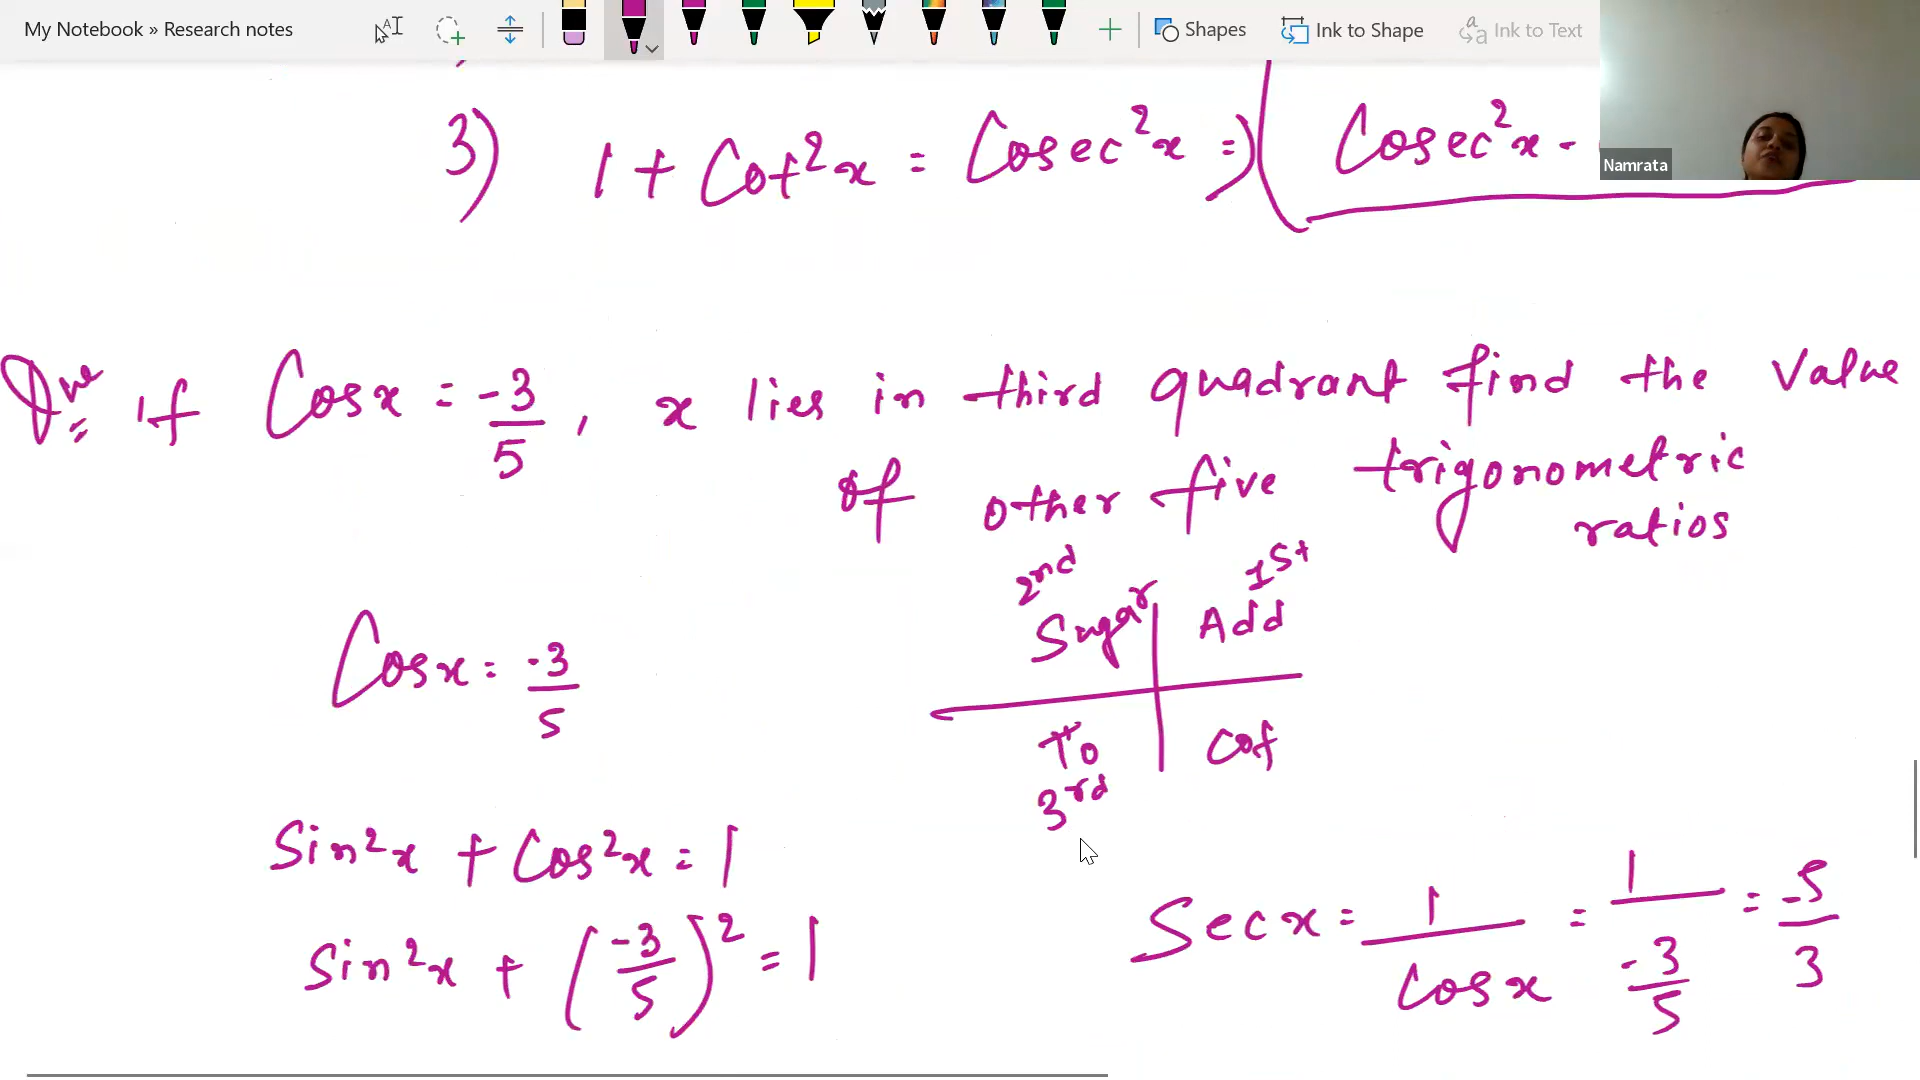 My Notebook » Research notes
Shapes
Ink to Shape
Ink to Text
Namrata
3) 1 + Cot²x = Cosec²x => Cosec²x -
Que if Cosx = -3/5, x lies in third quadrant find the value
of other five trigonometric
ratios
2nd 1st
Sugar Add
Cosx = -3/5
To Cof
3rd
Sin²x + Cos²x = 1
Secx = 1/Cosx = 1/(-3/5) = -5/3
Sin²x + (-3/5)² = 1